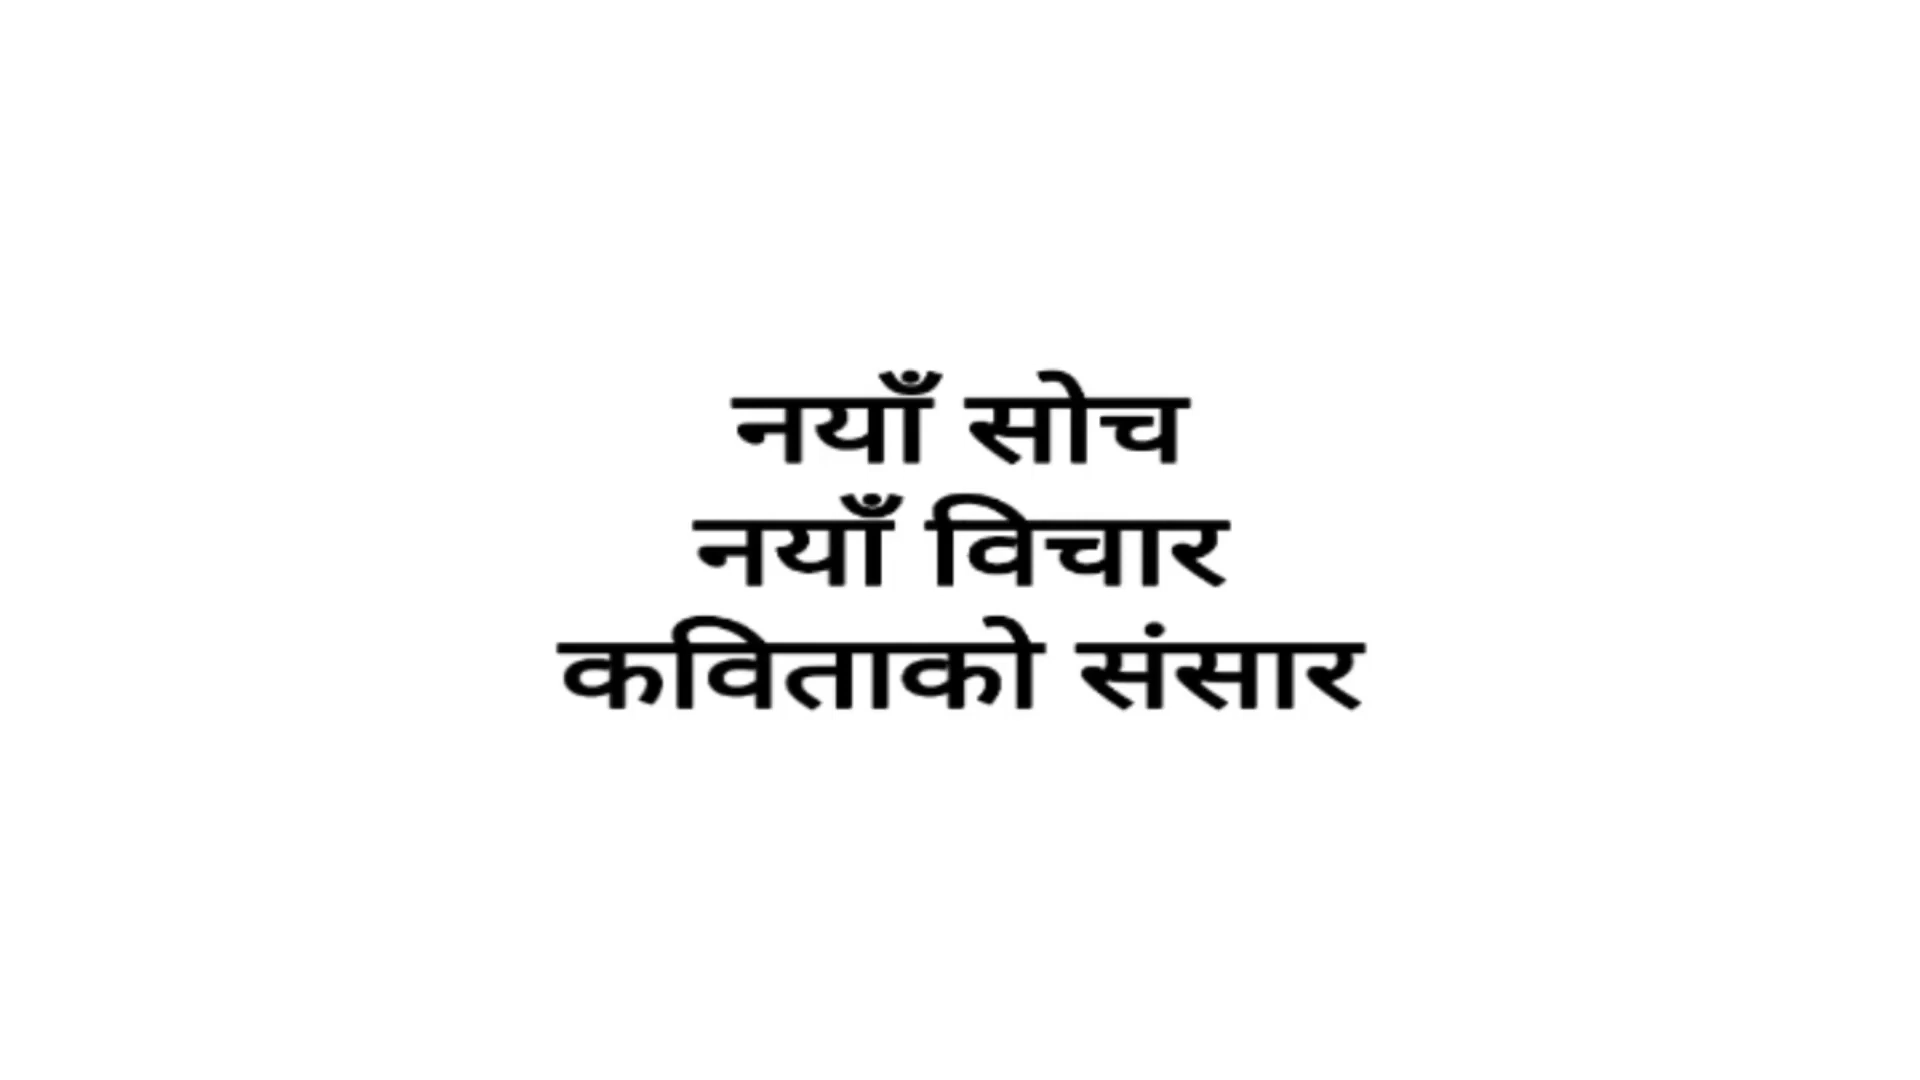 नयाँ सोच
नयाँ विचार
कविताको संसार